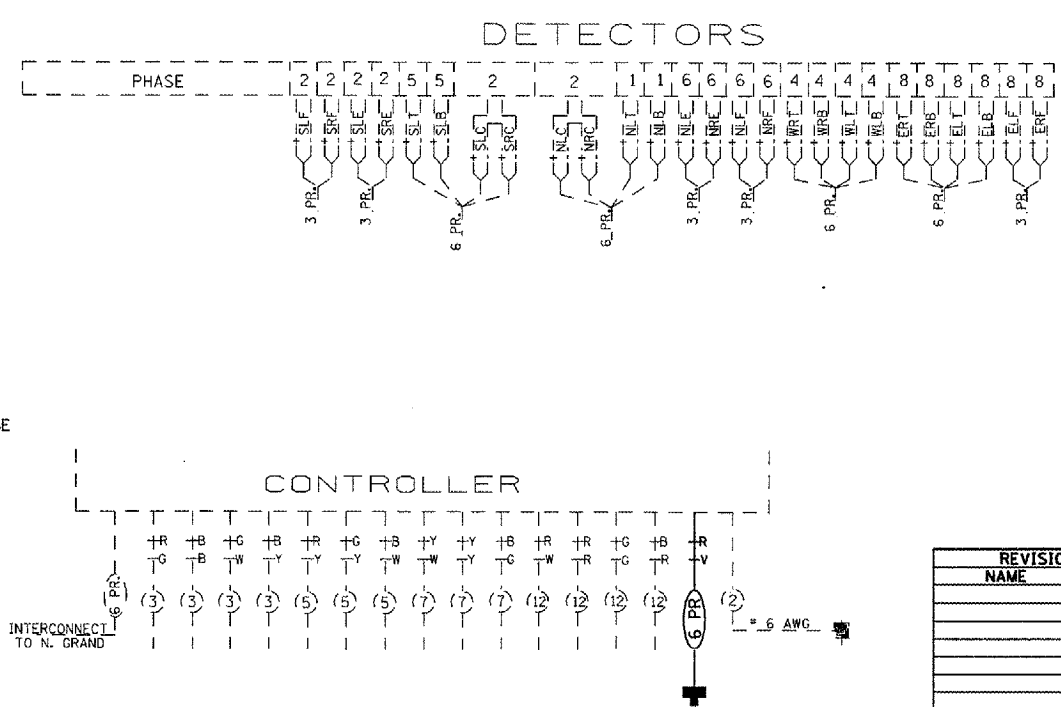 DETECTORS
PHASE 2 2 2 2 5 5 2 2 1 1 6 6 6 6 4 4 4 4 8 8 8 8 8 8
+ SLF + SRF + SLE + SRE + SLT + SLB + SLC + SRC + NLC + NRC + NLT + NLB + NLE + NRE + NLF + NRF + WRT + WRB + WLT + WLB + ERT + ERB + ELT + ELB + ELF + ERF
3 PR. 3 PR. 6 PR. 6 PR. 3 PR. 3 PR. 6 PR. 6 PR. 3 PR.
E
CONTROLLER
R B G B R G B Y Y B R R G B R
G B W Y Y Y W W Y G W R G R V
6 PR. (3) (3) (3) (3) (5) (5) (5) (7) (7) (7) (12) (12) (12) (12) 6 PR (2)
INTERCONNECT
TO N. GRAND
# 6 AWG
REVISIO
NAME